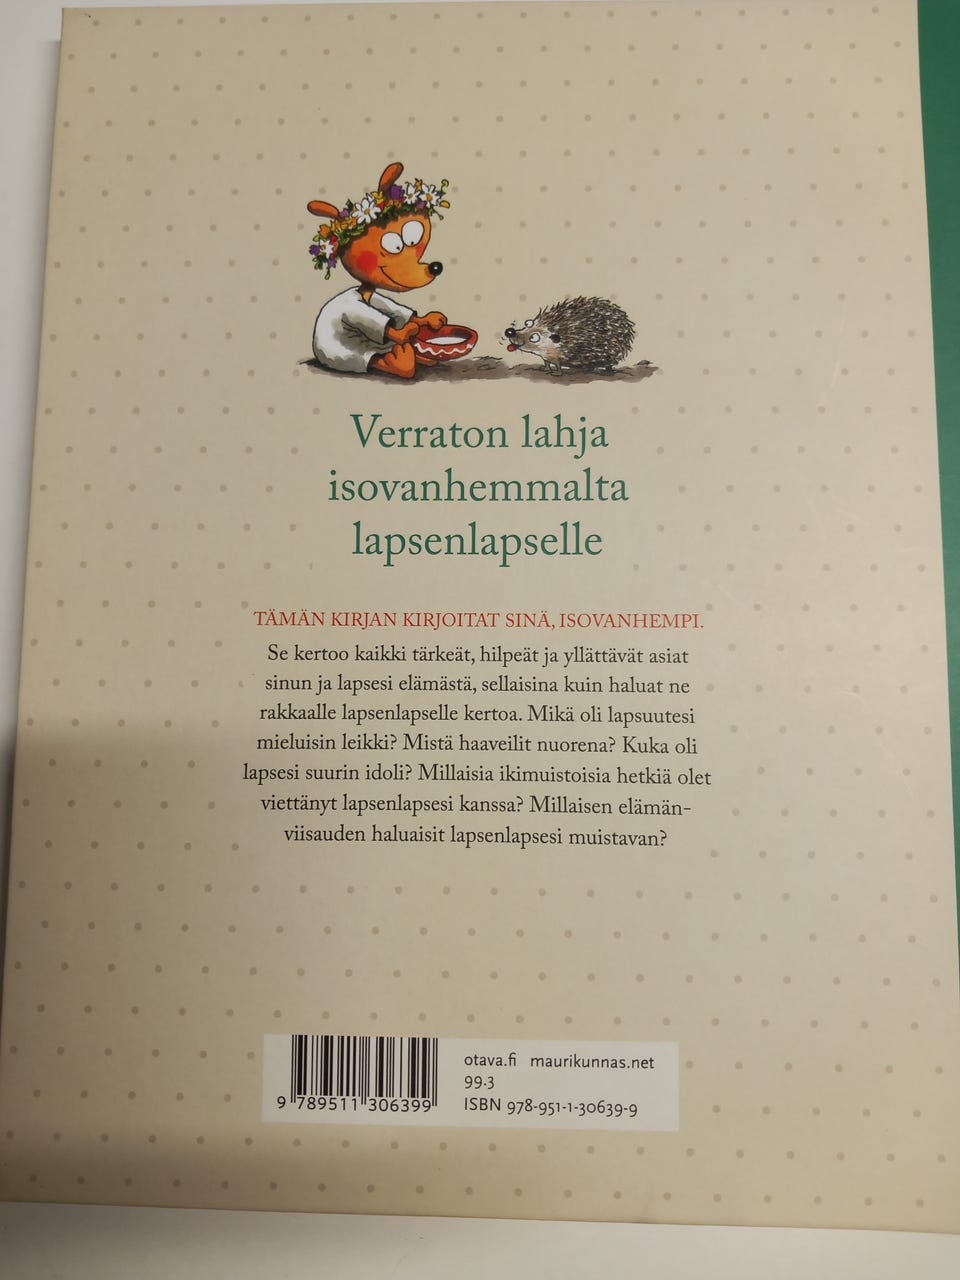 Verraton lahja
isovanhemmalta
lapsenlapselle
TÄMÄN KIRJAN KIRJOITAT SINÄ, ISOVANHEMPI.
Se kertoo kaikki tärkeät, hilpeät ja yllättävät asiat
sinun ja lapsesi elämästä, sellaisina kuin haluat ne
rakkaalle lapsenlapselle kertoa. Mikä oli lapsuutesi
mieluisin leikki? Mistä haaveilit nuorena? Kuka oli
lapsesi suurin idoli? Millaisia ikimuistoisia hetkiä olet
viettänyt lapsenlapsesi kanssa? Millaisen elämän-
viisauden haluaisit lapsenlapsesi muistavan?
otava.fi maurikunnas.net
99.3
ISBN 978-951-1-30639-9
9 789511 306399